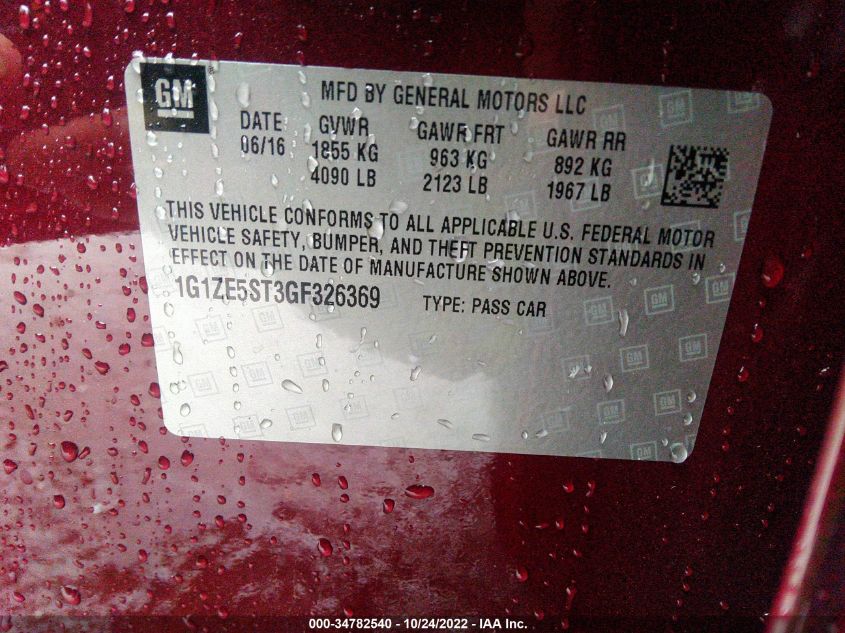 GM ®
MFD BY GENERAL MOTORS LLC
DATE GVWR GAWR FRT GAWR RR
06/16 1855 KG 963 KG 892 KG
4090 LB 2123 LB 1967 LB
THIS VEHICLE CONFORMS TO ALL APPLICABLE U.S. FEDERAL MOTOR
VEHICLE SAFETY, BUMPER, AND THEFT PREVENTION STANDARDS IN
EFFECT ON THE DATE OF MANUFACTURE SHOWN ABOVE.
1G1ZE5ST3GF326369 TYPE: PASS CAR
000-34782540 - 10/24/2022 - IAA Inc.